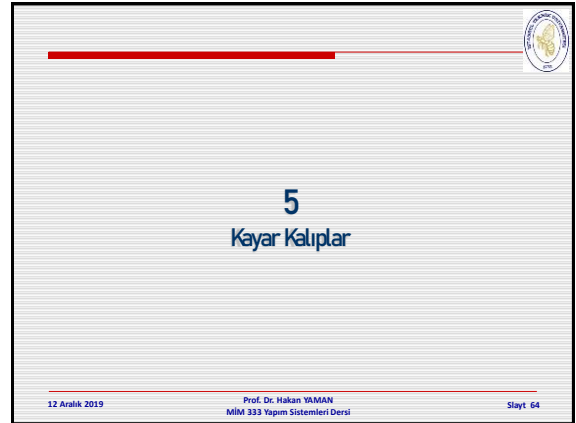 5
Kayar Kalıplar
12 Aralık 2019
Prof. Dr. Hakan YAMAN
MİM 333 Yapım Sistemleri Dersi
Slayt 64